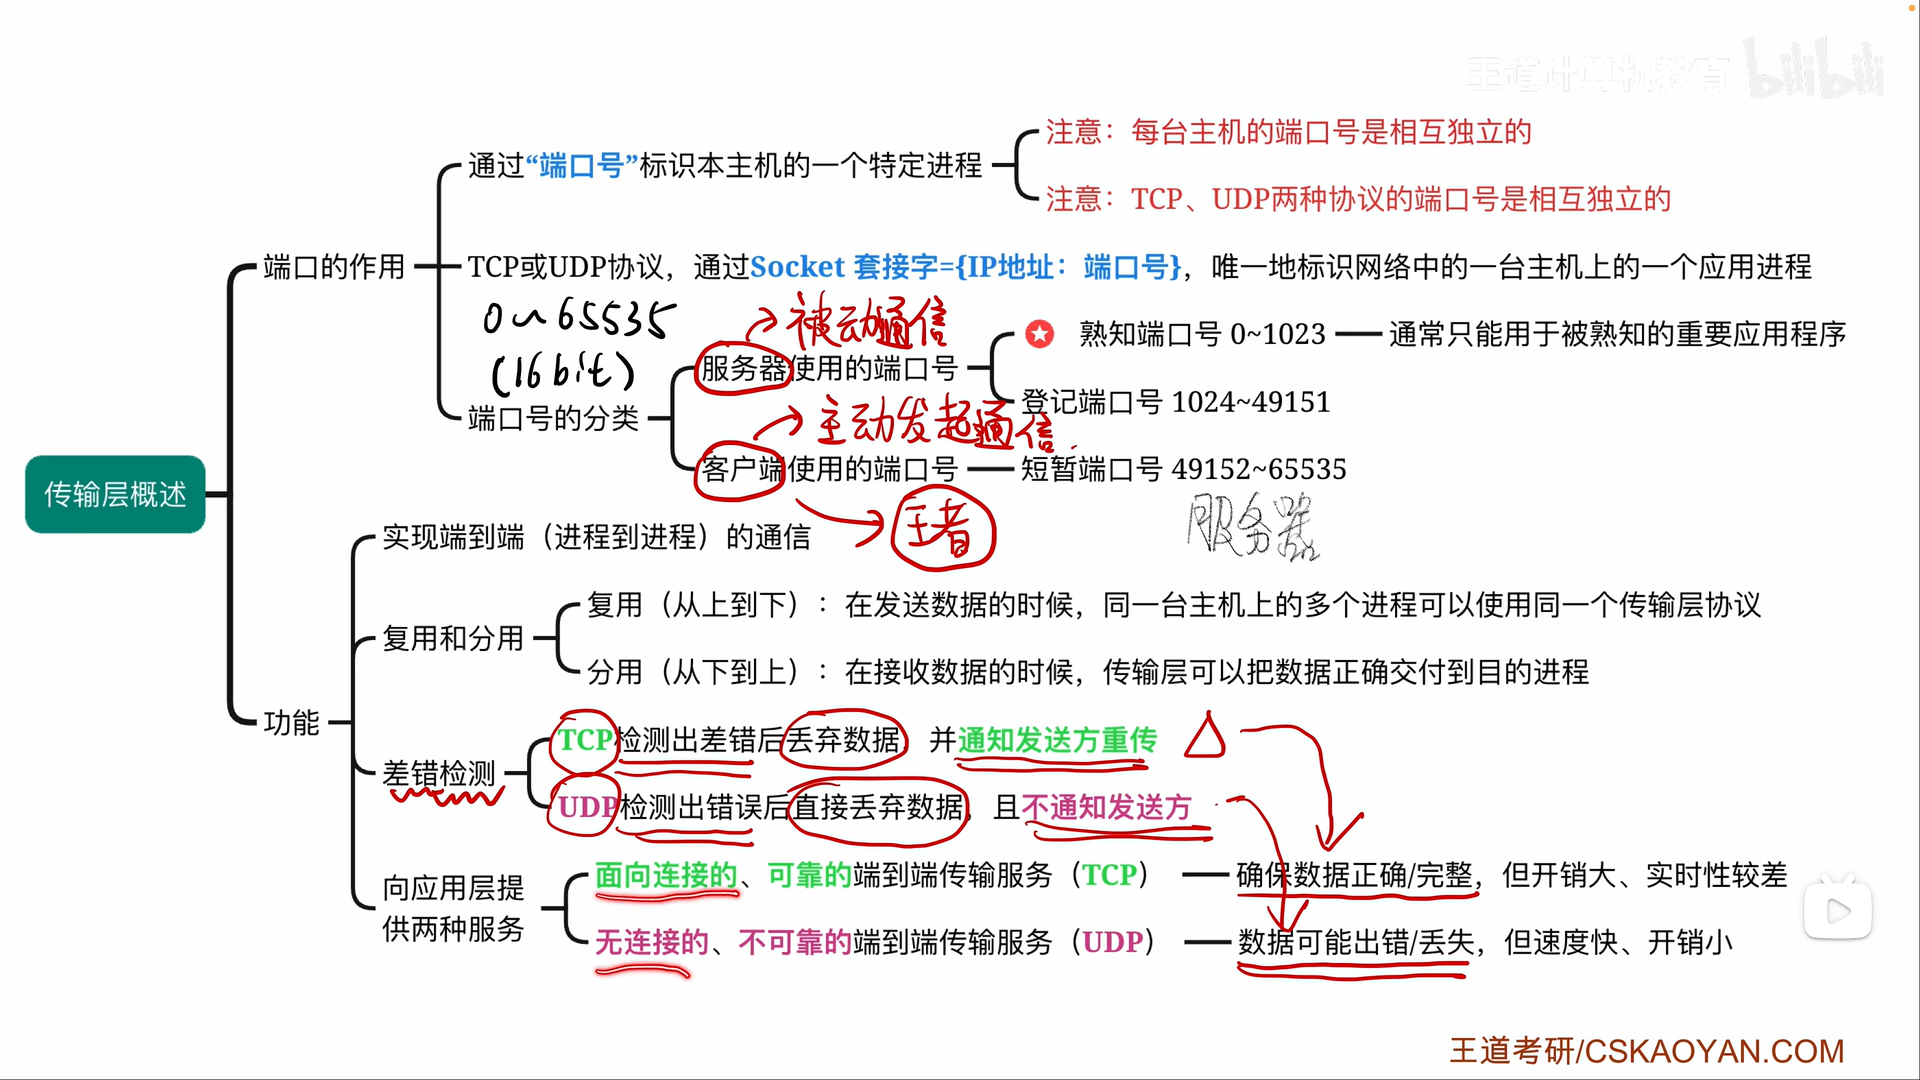 王道计算机教育 bilibili
注意：每台主机的端口号是相互独立的
通过“端口号”标识本主机的一个特定进程
注意：TCP、UDP两种协议的端口号是相互独立的
端口的作用
TCP或UDP协议，通过Socket 套接字={IP地址：端口号}，唯一地标识网络中的一台主机上的一个应用进程
0~65535
(16bit)
被动通信
熟知端口号 0~1023
通常只能用于被熟知的重要应用程序
服务器使用的端口号
登记端口号 1024~49151
端口号的分类
主动发起通信
客户端使用的端口号
短暂端口号 49152~65535
传输层概述
王者
服务器
实现端到端（进程到进程）的通信
复用（从上到下）：在发送数据的时候，同一台主机上的多个进程可以使用同一个传输层协议
复用和分用
分用（从下到上）：在接收数据的时候，传输层可以把数据正确交付到目的进程
功能
TCP检测出差错后丢弃数据，并通知发送方重传
差错检测
UDP检测出错误后直接丢弃数据，且不通知发送方
面向连接的、可靠的端到端传输服务（TCP）
确保数据正确/完整，但开销大、实时性较差
向应用层提
供两种服务
无连接的、不可靠的端到端传输服务（UDP）
数据可能出错/丢失，但速度快、开销小
王道考研/CSKAOYAN.COM